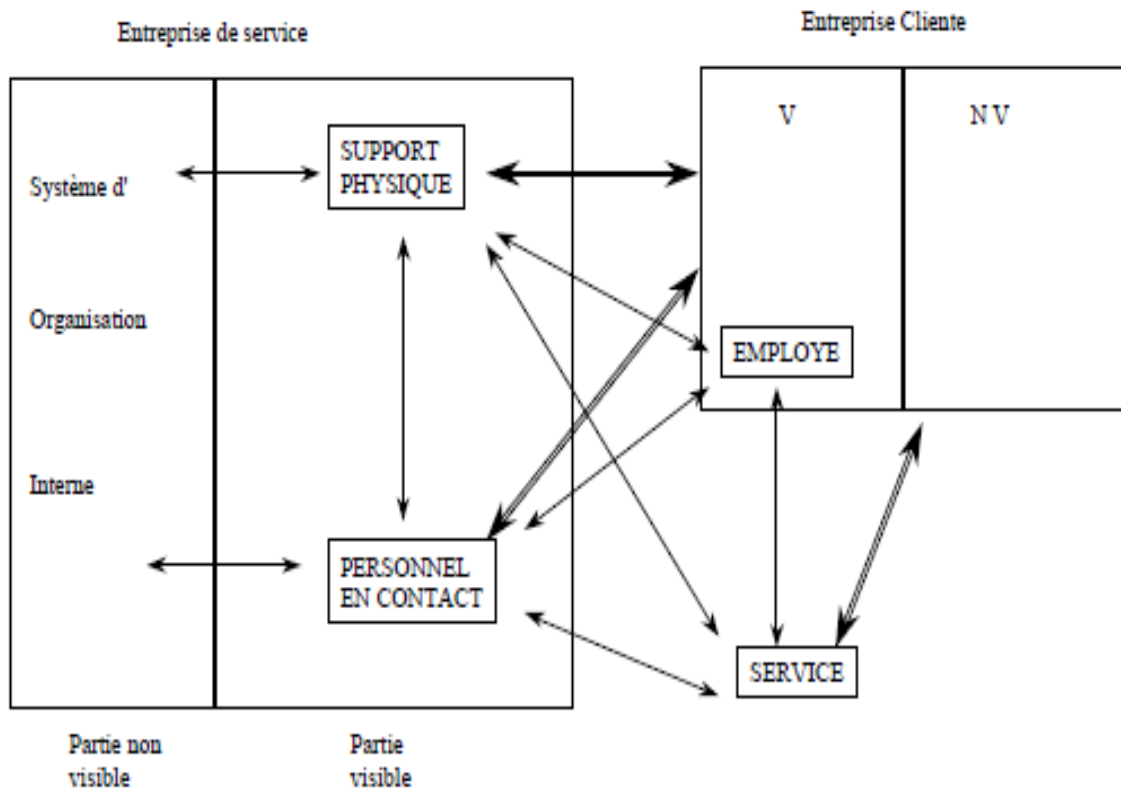 Entreprise de service
Entreprise Cliente
V
N V
SUPPORT
PHYSIQUE
Système d'
Organisation
EMPLOYE
Interne
PERSONNEL
EN CONTACT
SERVICE
Partie non
visible
Partie
visible